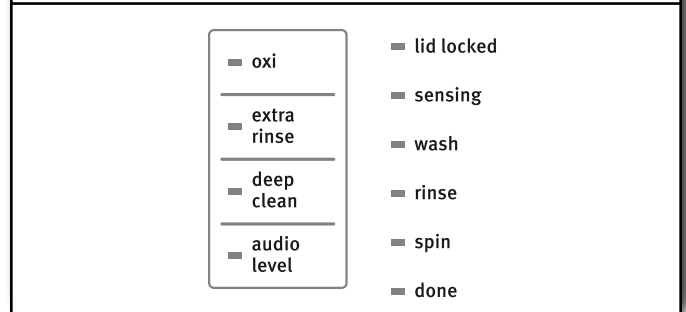 oxi
extra
rinse
deep
clean
audio
level
lid locked
sensing
wash
rinse
spin
done